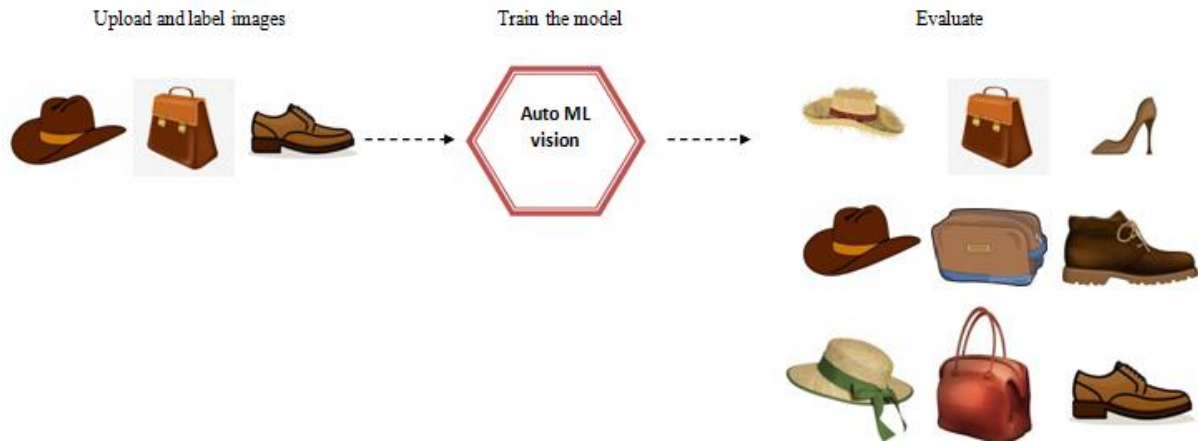 Upload and label images
Train the model
Evaluate
Auto ML
vision